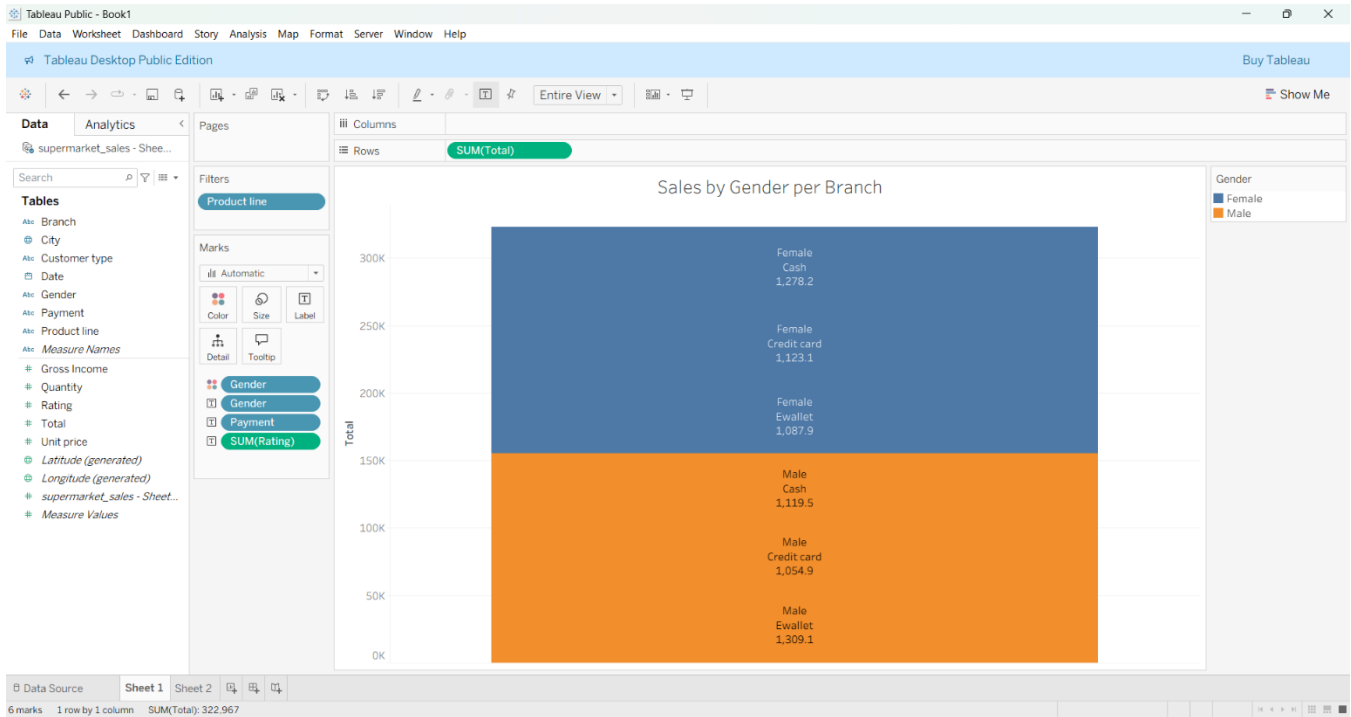 Tableau Public - Book1
File Data Worksheet Dashboard Story Analysis Map Format Server Window Help
Tableau Desktop Public Edition
Buy Tableau
Entire View
Show Me
Data Analytics
supermarket_sales - Shee...
Search
Tables
Abc Branch
City
Abc Customer type
Date
Abc Gender
Abc Payment
Abc Product line
Abc Measure Names
# Gross Income
# Quantity
# Rating
# Total
# Unit price
Latitude (generated)
Longitude (generated)
# supermarket_sales - Sheet...
# Measure Values
Pages
Filters
Product line
Marks
Automatic
Color Size Label
Detail Tooltip
Gender
Gender
Payment
SUM(Rating)
Columns
Rows
SUM(Total)
Sales by Gender per Branch
Total
300K
250K
200K
150K
100K
50K
0K
Female
Cash
1,278.2
Female
Credit card
1,123.1
Female
Ewallet
1,087.9
Male
Cash
1,119.5
Male
Credit card
1,054.9
Male
Ewallet
1,309.1
Gender
Female
Male
Data Source Sheet 1 Sheet 2
6 marks 1 row by 1 column SUM(Total): 322,967